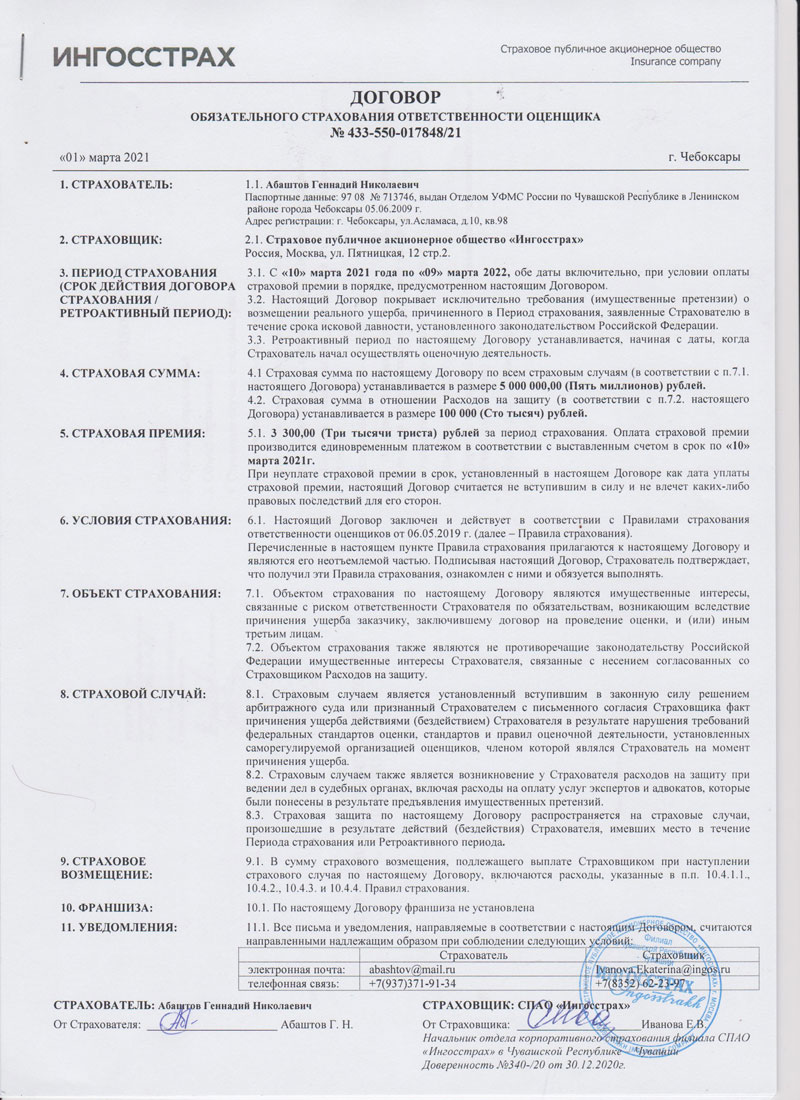 ИНГОССТРАХ
Страховое публичное акционерное общество
Insurance company
ДОГОВОР
ОБЯЗАТЕЛЬНОГО СТРАХОВАНИЯ ОТВЕТСТВЕННОСТИ ОЦЕНЩИКА
№ 433-550-017848/21
«01» марта 2021
г. Чебоксары
1. СТРАХОВАТЕЛЬ:
1.1. Абаштов Геннадий Николаевич
Паспортные данные: 97 08 № 713746, выдан Отделом УФМС России по Чувашской Республике в Ленинском
районе города Чебоксары 05.06.2009 г.
Адрес регистрации: г. Чебоксары, ул.Асламаса, д.10, кв.98
2. СТРАХОВЩИК:
2.1. Страховое публичное акционерное общество «Ингосстрах»
Россия, Москва, ул. Пятницкая, 12 стр.2.
3. ПЕРИОД СТРАХОВАНИЯ
(СРОК ДЕЙСТВИЯ ДОГОВОРА
СТРАХОВАНИЯ /
РЕТРОАКТИВНЫЙ ПЕРИОД):
3.1. С «10» марта 2021 года по «09» марта 2022, обе даты включительно, при условии оплаты
страховой премии в порядке, предусмотренном настоящим Договором.
3.2. Настоящий Договор покрывает исключительно требования (имущественные претензии) о
возмещении реального ущерба, причиненного в Период страхования, заявленные Страхователю в
течение срока исковой давности, установленного законодательством Российской Федерации.
3.3. Ретроактивный период по настоящему Договору устанавливается, начиная с даты, когда
Страхователь начал осуществлять оценочную деятельность.
4. СТРАХОВАЯ СУММА:
4.1 Страховая сумма по настоящему Договору по всем страховым случаям (в соответствии с п.7.1.
настоящего Договора) устанавливается в размере 5 000 000,00 (Пять миллионов) рублей.
4.2. Страховая сумма в отношении Расходов на защиту (в соответствии с п.7.2. настоящего
Договора) устанавливается в размере 100 000 (Сто тысяч) рублей.
5. СТРАХОВАЯ ПРЕМИЯ:
5.1. 3 300,00 (Три тысячи триста) рублей за период страхования. Оплата страховой премии
производится единовременным платежом в соответствии с выставленным счетом в срок по «10»
марта 2021г.
При неуплате страховой премии в срок, установленный в настоящем Договоре как дата уплаты
страховой премии, настоящий Договор считается не вступившим в силу и не влечет каких-либо
правовых последствий для его сторон.
6. УСЛОВИЯ СТРАХОВАНИЯ:
6.1. Настоящий Договор заключен и действует в соответствии с Правилами страхования
ответственности оценщиков от 06.05.2019 г. (далее – Правила страхования).
Перечисленные в настоящем пункте Правила страхования прилагаются к настоящему Договору и
являются его неотъемлемой частью. Подписывая настоящий Договор, Страхователь подтверждает,
что получил эти Правила страхования, ознакомлен с ними и обязуется выполнять.
7. ОБЪЕКТ СТРАХОВАНИЯ:
7.1. Объектом страхования по настоящему Договору являются имущественные интересы,
связанные с риском ответственности Страхователя по обязательствам, возникающим вследствие
причинения ущерба заказчику, заключившему договор на проведение оценки, и (или) иным
третьим лицам.
7.2. Объектом страхования также являются не противоречащие законодательству Российской
Федерации имущественные интересы Страхователя, связанные с несением согласованных со
Страховщиком Расходов на защиту.
8. СТРАХОВОЙ СЛУЧАЙ:
8.1. Страховым случаем является установленный вступившим в законную силу решением
арбитражного суда или признанный Страхователем с письменного согласия Страховщика факт
причинения ущерба действиями (бездействием) Страхователя в результате нарушения требований
федеральных стандартов оценки, стандартов и правил оценочной деятельности, установленных
саморегулируемой организацией оценщиков, членом которой являлся Страхователь на момент
причинения ущерба.
8.2. Страховым случаем также является возникновение у Страхователя расходов на защиту при
ведении дел в судебных органах, включая расходы на оплату услуг экспертов и адвокатов, которые
были понесены в результате предъявления имущественных претензий.
8.3. Страховая защита по настоящему Договору распространяется на страховые случаи,
произошедшие в результате действий (бездействия) Страхователя, имевших место в течение
Периода страхования или Ретроактивного периода.
9. СТРАХОВОЕ
ВОЗМЕЩЕНИЕ:
9.1. В сумму страхового возмещения, подлежащего выплате Страховщиком при наступлении
страхового случая по настоящему Договору, включаются расходы, указанные в п.п. 10.4.1.1.,
10.4.2., 10.4.3. и 10.4.4. Правил страхования.
10. ФРАНШИЗА:
10.1. По настоящему Договору франшиза не установлена
11. УВЕДОМЛЕНИЯ:
11.1. Все письма и уведомления, направляемые в соответствии с настоящим Договором, считаются
направленными надлежащим образом при соблюдении следующих условий:
Страхователь Страховщик
электронная почта: abashtov@mail.ru Ivanova.Ekaterina@ingos.ru
телефонная связь: +7(937)371-91-34 +7(8352) 62-23-97
СТРАХОВАТЕЛЬ: Абаштов Геннадий Николаевич
СТРАХОВЩИК: СПАО «Ингосстрах»
От Страхователя: Абаштов Г. Н.
От Страховщика: Иванова Е.В.
Начальник отдела корпоративного страхования филиала СПАО
«Ингосстрах» в Чувашской Республике – Чувашии
Доверенность №340-/20 от 30.12.2020г.
Филиал
ИНГОССТРАХ
Ingosstrakh